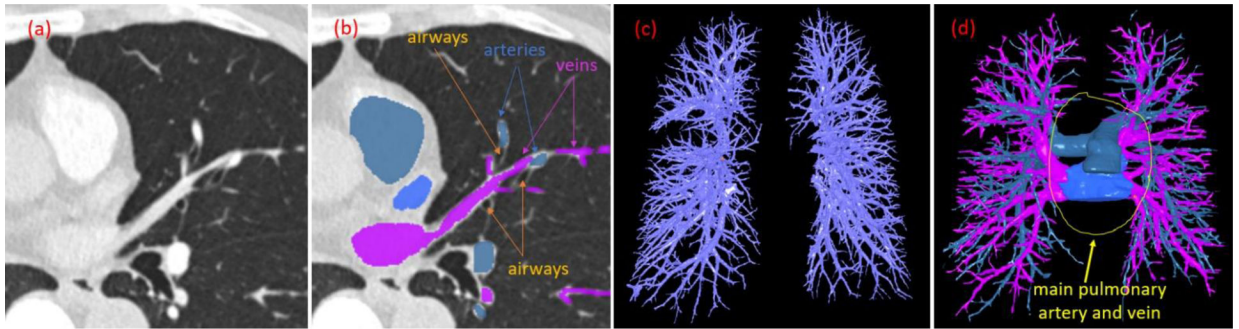 (a)
(b)
airways
arteries
veins
airways
(c)
(d)
main pulmonary
artery and vein